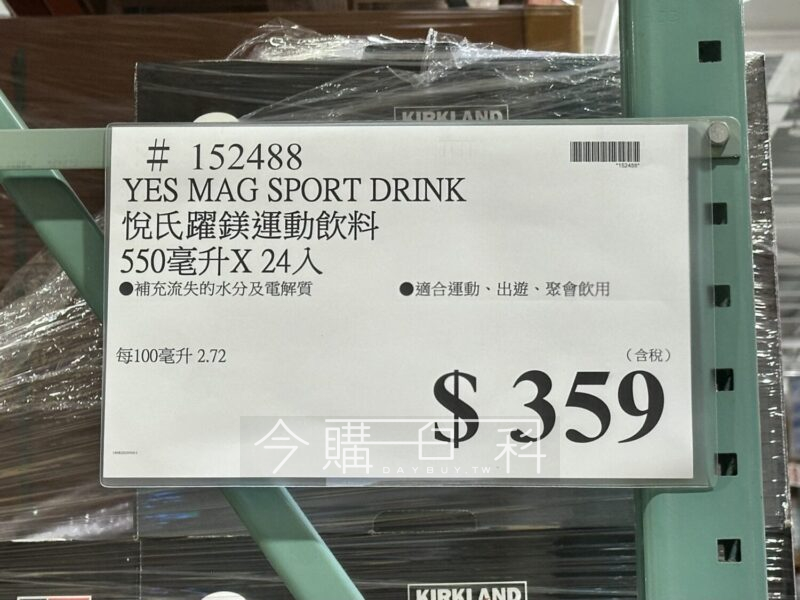 KIRKLAND
# 152488
*152488*
YES MAG SPORT DRINK
悅氏躍鎂運動飲料
550毫升X 24入
●補充流失的水分及電解質
●適合運動、出遊、聚會飲用
每100毫升 2.72
(含稅)
$ 359
今購百科
DAYBUY.TW
KIRKLAND